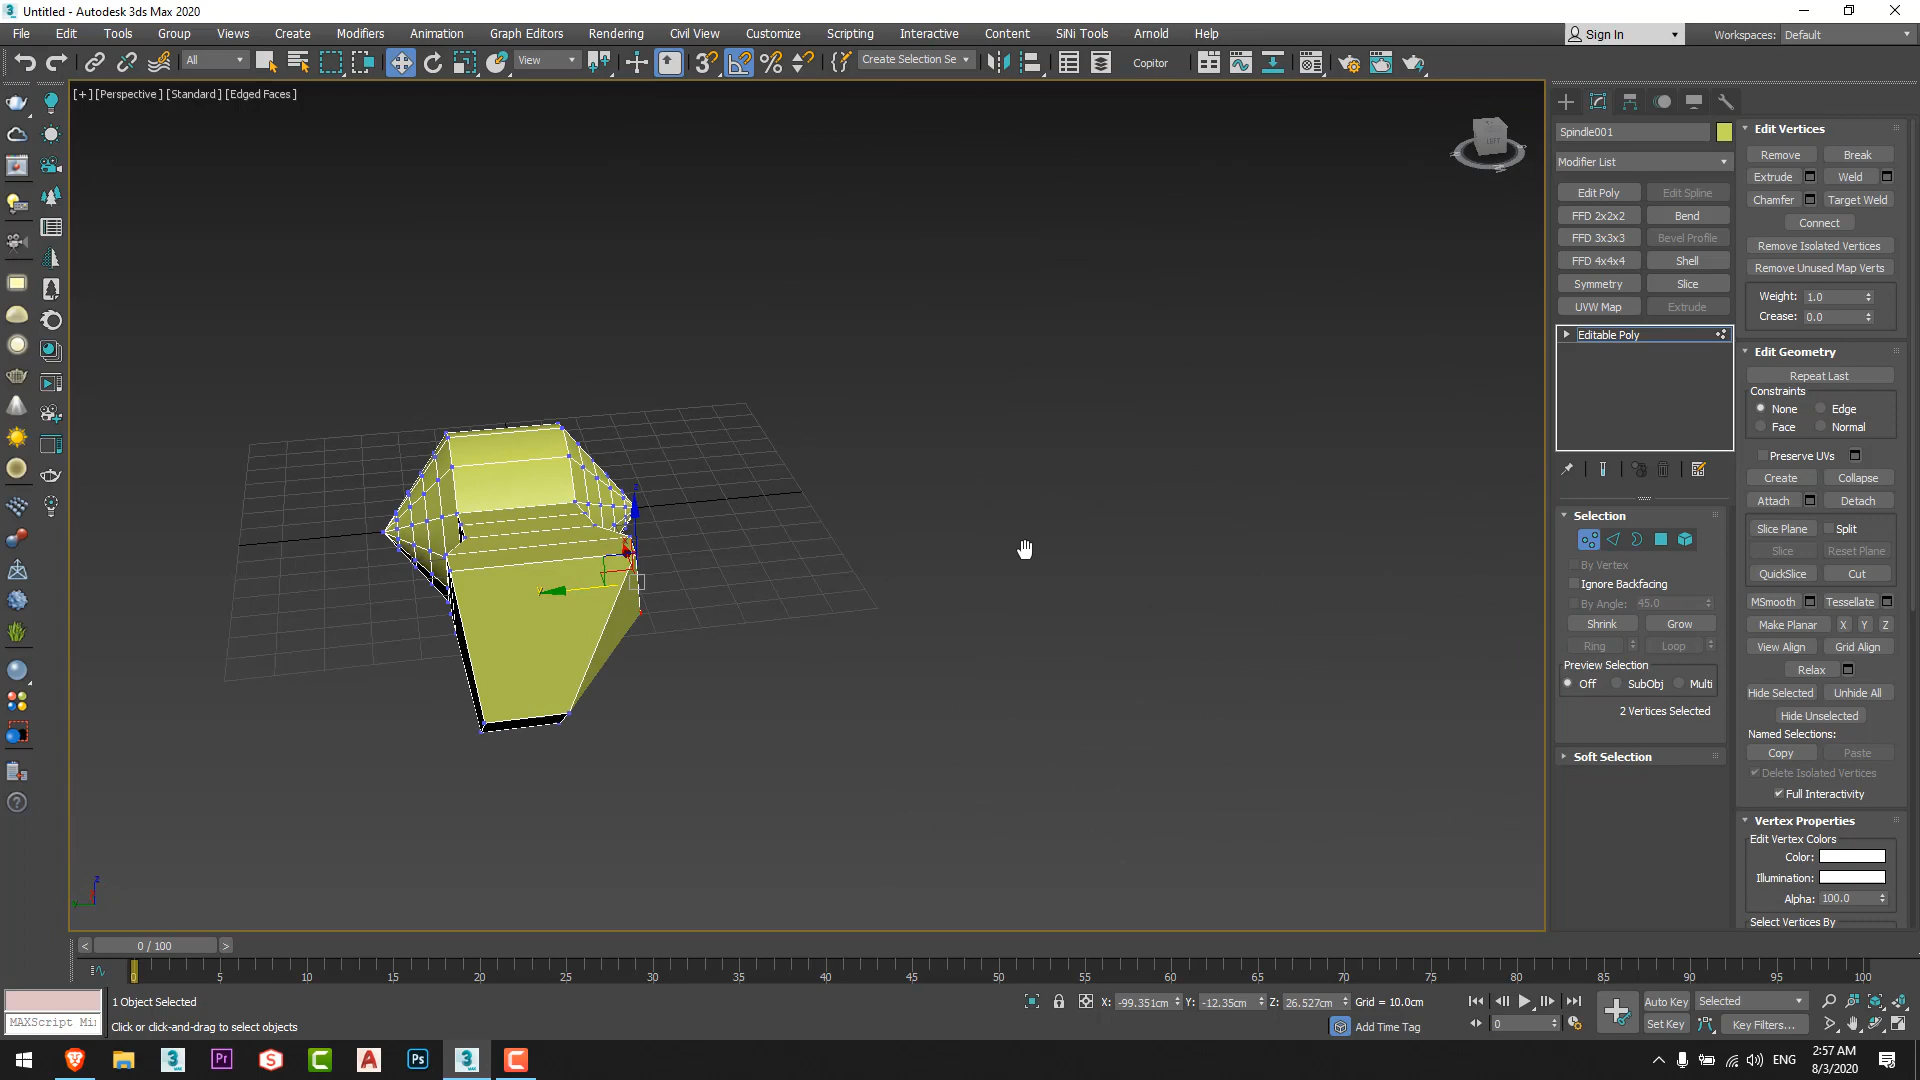 Untitled - Autodesk 3ds Max 2020
File Edit Tools Group Views Create Modifiers Animation Graph Editors Rendering Civil View Customize Scripting Interactive Content SiNi Tools Arnold Help
Sign In Workspaces: Default
All View Create Selection Se Copitor
[+] [Perspective] [Standard] [Edged Faces]
LEFT
Spindle001
Modifier List
Edit Poly Edit Spline
FFD 2x2x2 Bend
FFD 3x3x3 Bevel Profile
FFD 4x4x4 Shell
Symmetry Slice
UVW Map Extrude
Editable Poly
Selection
By Vertex
Ignore Backfacing
By Angle: 45.0
Shrink Grow
Ring Loop
Preview Selection
Off SubObj Multi
2 Vertices Selected
Soft Selection
Edit Vertices
Remove Break
Extrude Weld
Chamfer Target Weld
Connect
Remove Isolated Vertices
Remove Unused Map Verts
Weight: 1.0
Crease: 0.0
Edit Geometry
Repeat Last
Constraints
None Edge
Face Normal
Preserve UVs
Create Collapse
Attach Detach
Slice Plane Split
Slice Reset Plane
QuickSlice Cut
MSmooth Tessellate
Make Planar X Y Z
View Align Grid Align
Relax
Hide Selected Unhide All
Hide Unselected
Named Selections:
Copy Paste
Delete Isolated Vertices
Full Interactivity
Vertex Properties
Edit Vertex Colors
Color:
Illumination:
Alpha: 100.0
Select Vertices By
z
y
z
y
< 0 / 100 >
0 5 10 15 20 25 30 35 40 45 50 55 60 65 70 75 80 85 90 95 100
1 Object Selected X: -99.351cm Y: -12.35cm Z: 26.527cm Grid = 10.0cm Auto Key Selected
MAXScript Mi Click or click-and-drag to select objects Add Time Tag 0 Set Key Key Filters...
Pr S C A Ps 3 C ENG 2:57 AM
8/3/2020